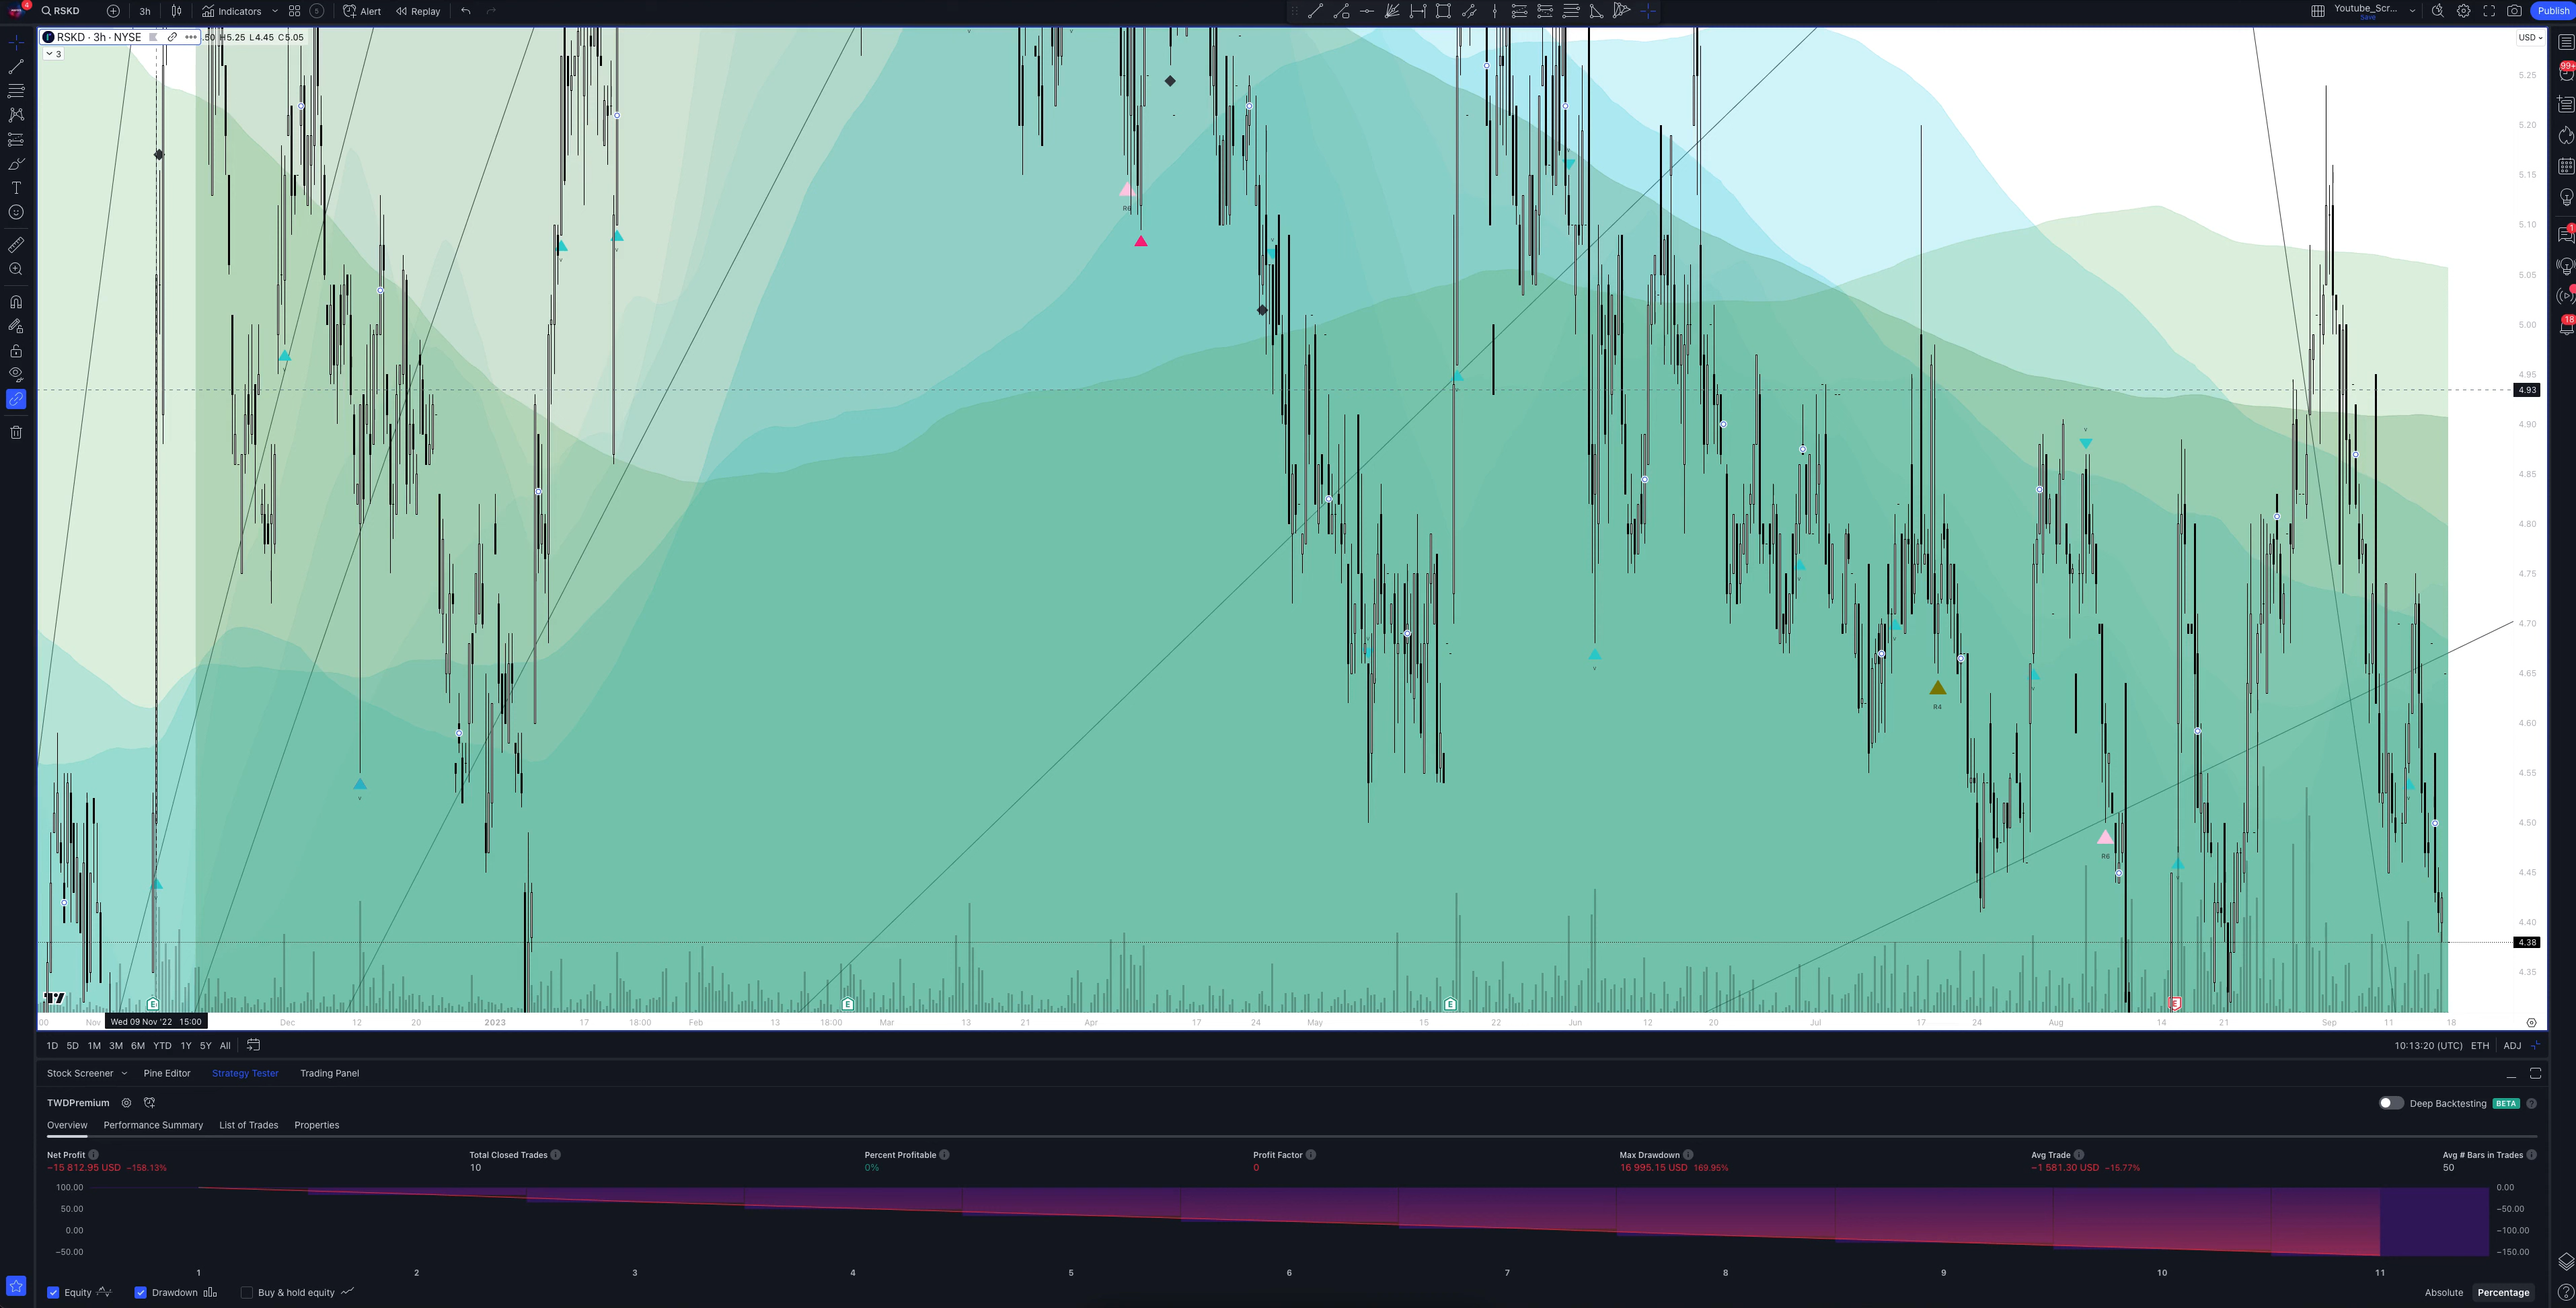 4
RSKD
3h
Indicators
5
Alert
Replay
Youtube_Scr...
Save
Publish
RSKD · 3h · NYSE
H5.25 L4.45 C5.05
3
USD
99+
1
18
5.25
5.20
5.15
5.10
5.05
5.00
4.95
4.93
4.90
4.85
4.80
4.75
4.70
4.65
4.60
4.55
4.50
4.45
4.40
4.38
4.35
R6
R4
R6
E
E
E
E
Nov
Wed 09 Nov '22 15:00
Dec
12
20
2023
17
18:00
Feb
13
18:00
Mar
13
21
Apr
17
24
May
15
22
Jun
12
20
Jul
17
24
Aug
14
21
Sep
11
18
1D 5D 1M 3M 6M YTD 1Y 5Y All
10:13:20 (UTC) ETH ADJ
Stock Screener Pine Editor Strategy Tester Trading Panel
TWDPremium
Deep Backtesting BETA
Overview Performance Summary List of Trades Properties
Net Profit Total Closed Trades Percent Profitable Profit Factor Max Drawdown Avg Trade Avg # Bars in Trades
−15 812.95 USD −158.13% 10 0% 0 16 995.15 USD 169.95% −1 581.30 USD −15.77% 50
100.00 0.00
50.00 −50.00
0.00 −100.00
−50.00 −150.00
1 2 3 4 5 6 7 8 9 10 11
Equity Drawdown Buy & hold equity Absolute Percentage